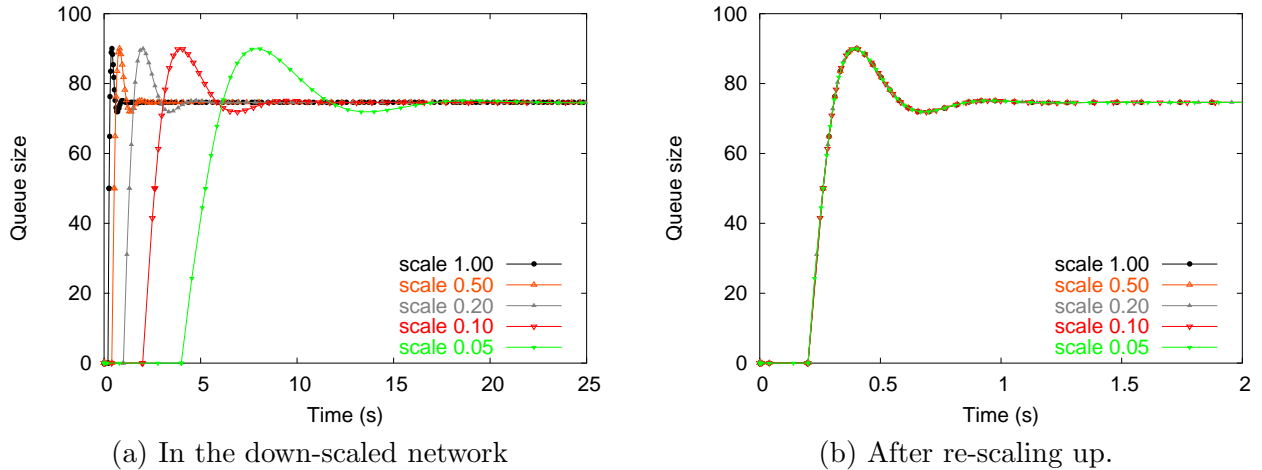 100
80
60
40
20
0
Queue size
scale 1.00
scale 0.50
scale 0.20
scale 0.10
scale 0.05
0 5 10 15 20 25
Time (s)
(a) In the down-scaled network
100
80
60
40
20
0
Queue size
scale 1.00
scale 0.50
scale 0.20
scale 0.10
scale 0.05
0 0.5 1 1.5 2
Time (s)
(b) After re-scaling up.